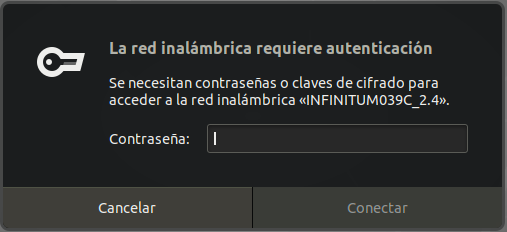 La red inalámbrica requiere autenticación
Se necesitan contraseñas o claves de cifrado para
acceder a la red inalámbrica «INFINITUM039C_2.4».
Contraseña:
Cancelar
Conectar